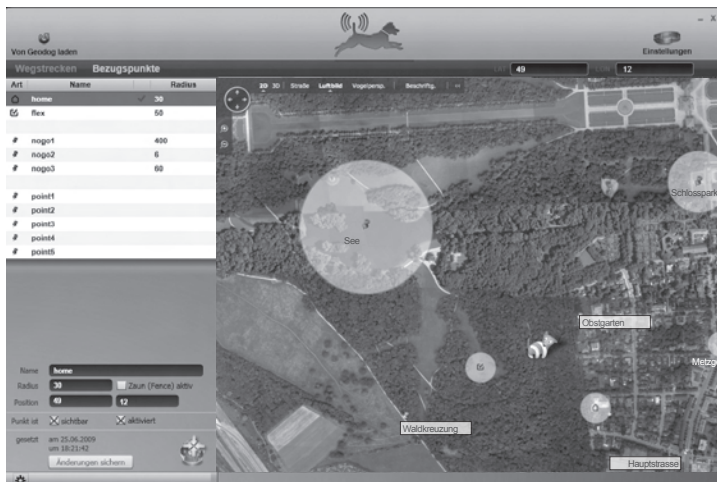 Von Geodog laden
Einstellungen
Wegstrecken Bezugspunkte
LAT 49 LON 12
Art Name Radius
home 30
flex 50
nogo1 400
nogo2 6
nogo3 60
point1
point2
point3
point4
point5
2D 3D Straße Luftbild Vogelpersp. Beschriftg.
Schlosspark
See
Obstgarten
Metzge
Waldkreuzung
Hauptstrasse
Name home
Radius 30 Zaun (Fence) aktiv
Position 49 12
Punkt ist sichtbar aktiviert
gesetzt am 25.06.2009
um 18:21:42
Änderungen sichern